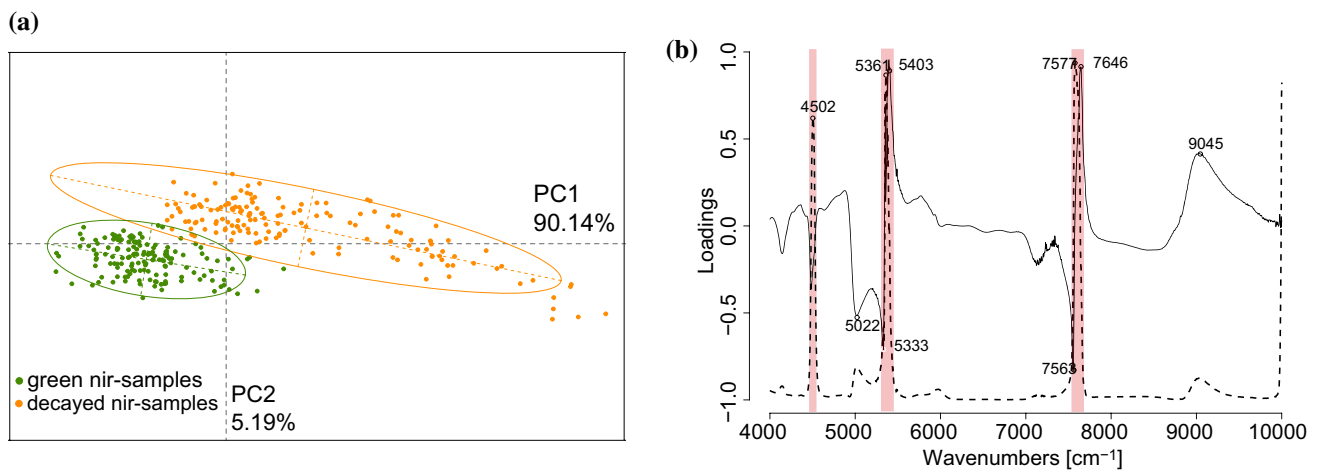 (a)
PC1
90.14%
green nir-samples
decayed nir-samples
PC2
5.19%
(b)
Loadings
1.0
0.5
0.0
−0.5
−1.0
4502
5361
5403
7577
7646
9045
5022
5333
7563
4000
5000
6000
7000
8000
9000
10000
Wavenumbers [cm⁻¹]